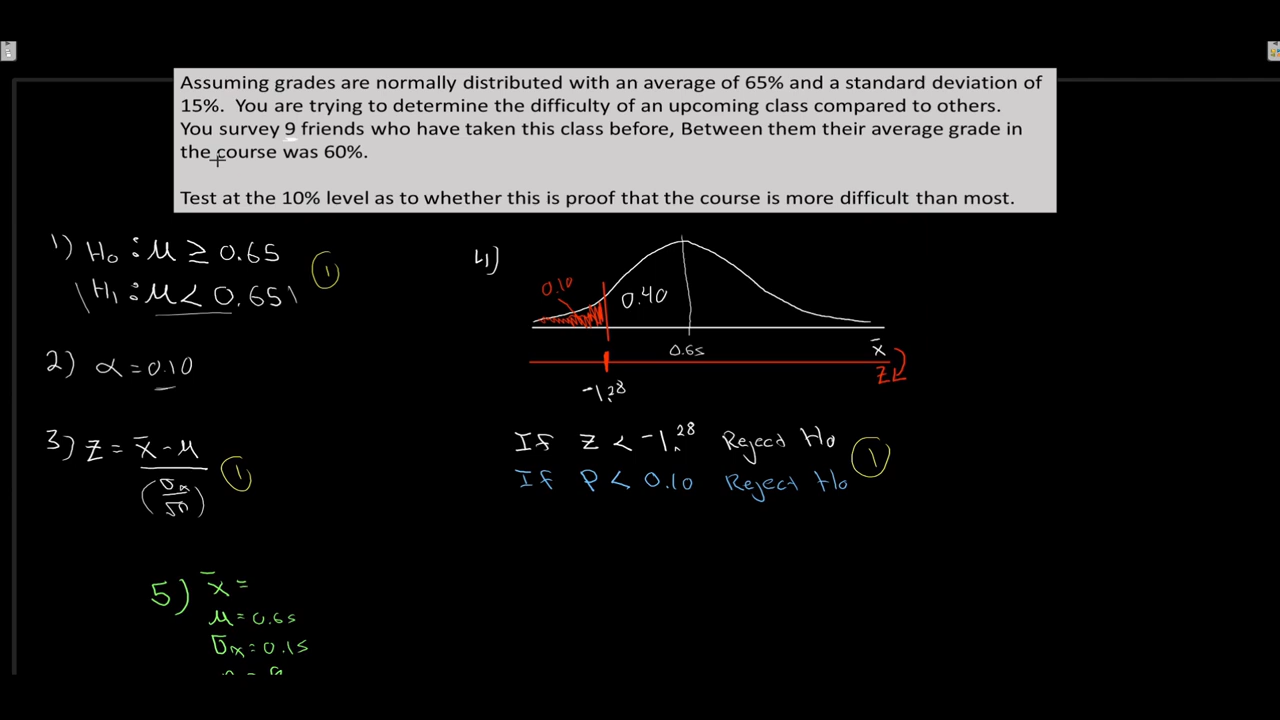 Assuming grades are normally distributed with an average of 65% and a standard deviation of
15%. You are trying to determine the difficulty of an upcoming class compared to others.
You survey 9 friends who have taken this class before, Between them their average grade in
the course was 60%.
Test at the 10% level as to whether this is proof that the course is more difficult than most.
1) H₀ : μ ≥ 0.65
H₁ : μ < 0.65
1
2) α = 0.10
3) z = x̄ - μ
(σx/√n)
1
4)
0.10
0.40
0.65
x̄
z
-1.28
If z < -1.28 Reject H₀
If P < 0.10 Reject H₀
1
5) x̄ =
μ = 0.65
σx = 0.15